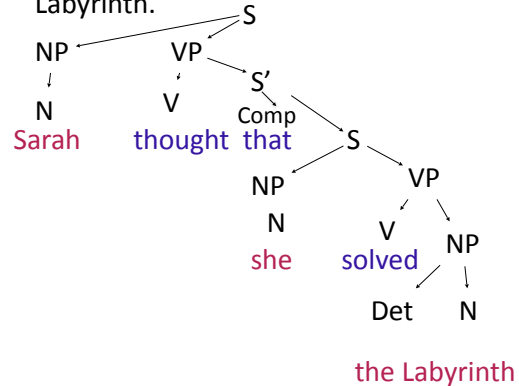 Labyrinth.
S
NP VP
S’
N V
Comp
Sarah thought that S
NP VP
N V
NP
she solved
Det N
the Labyrinth